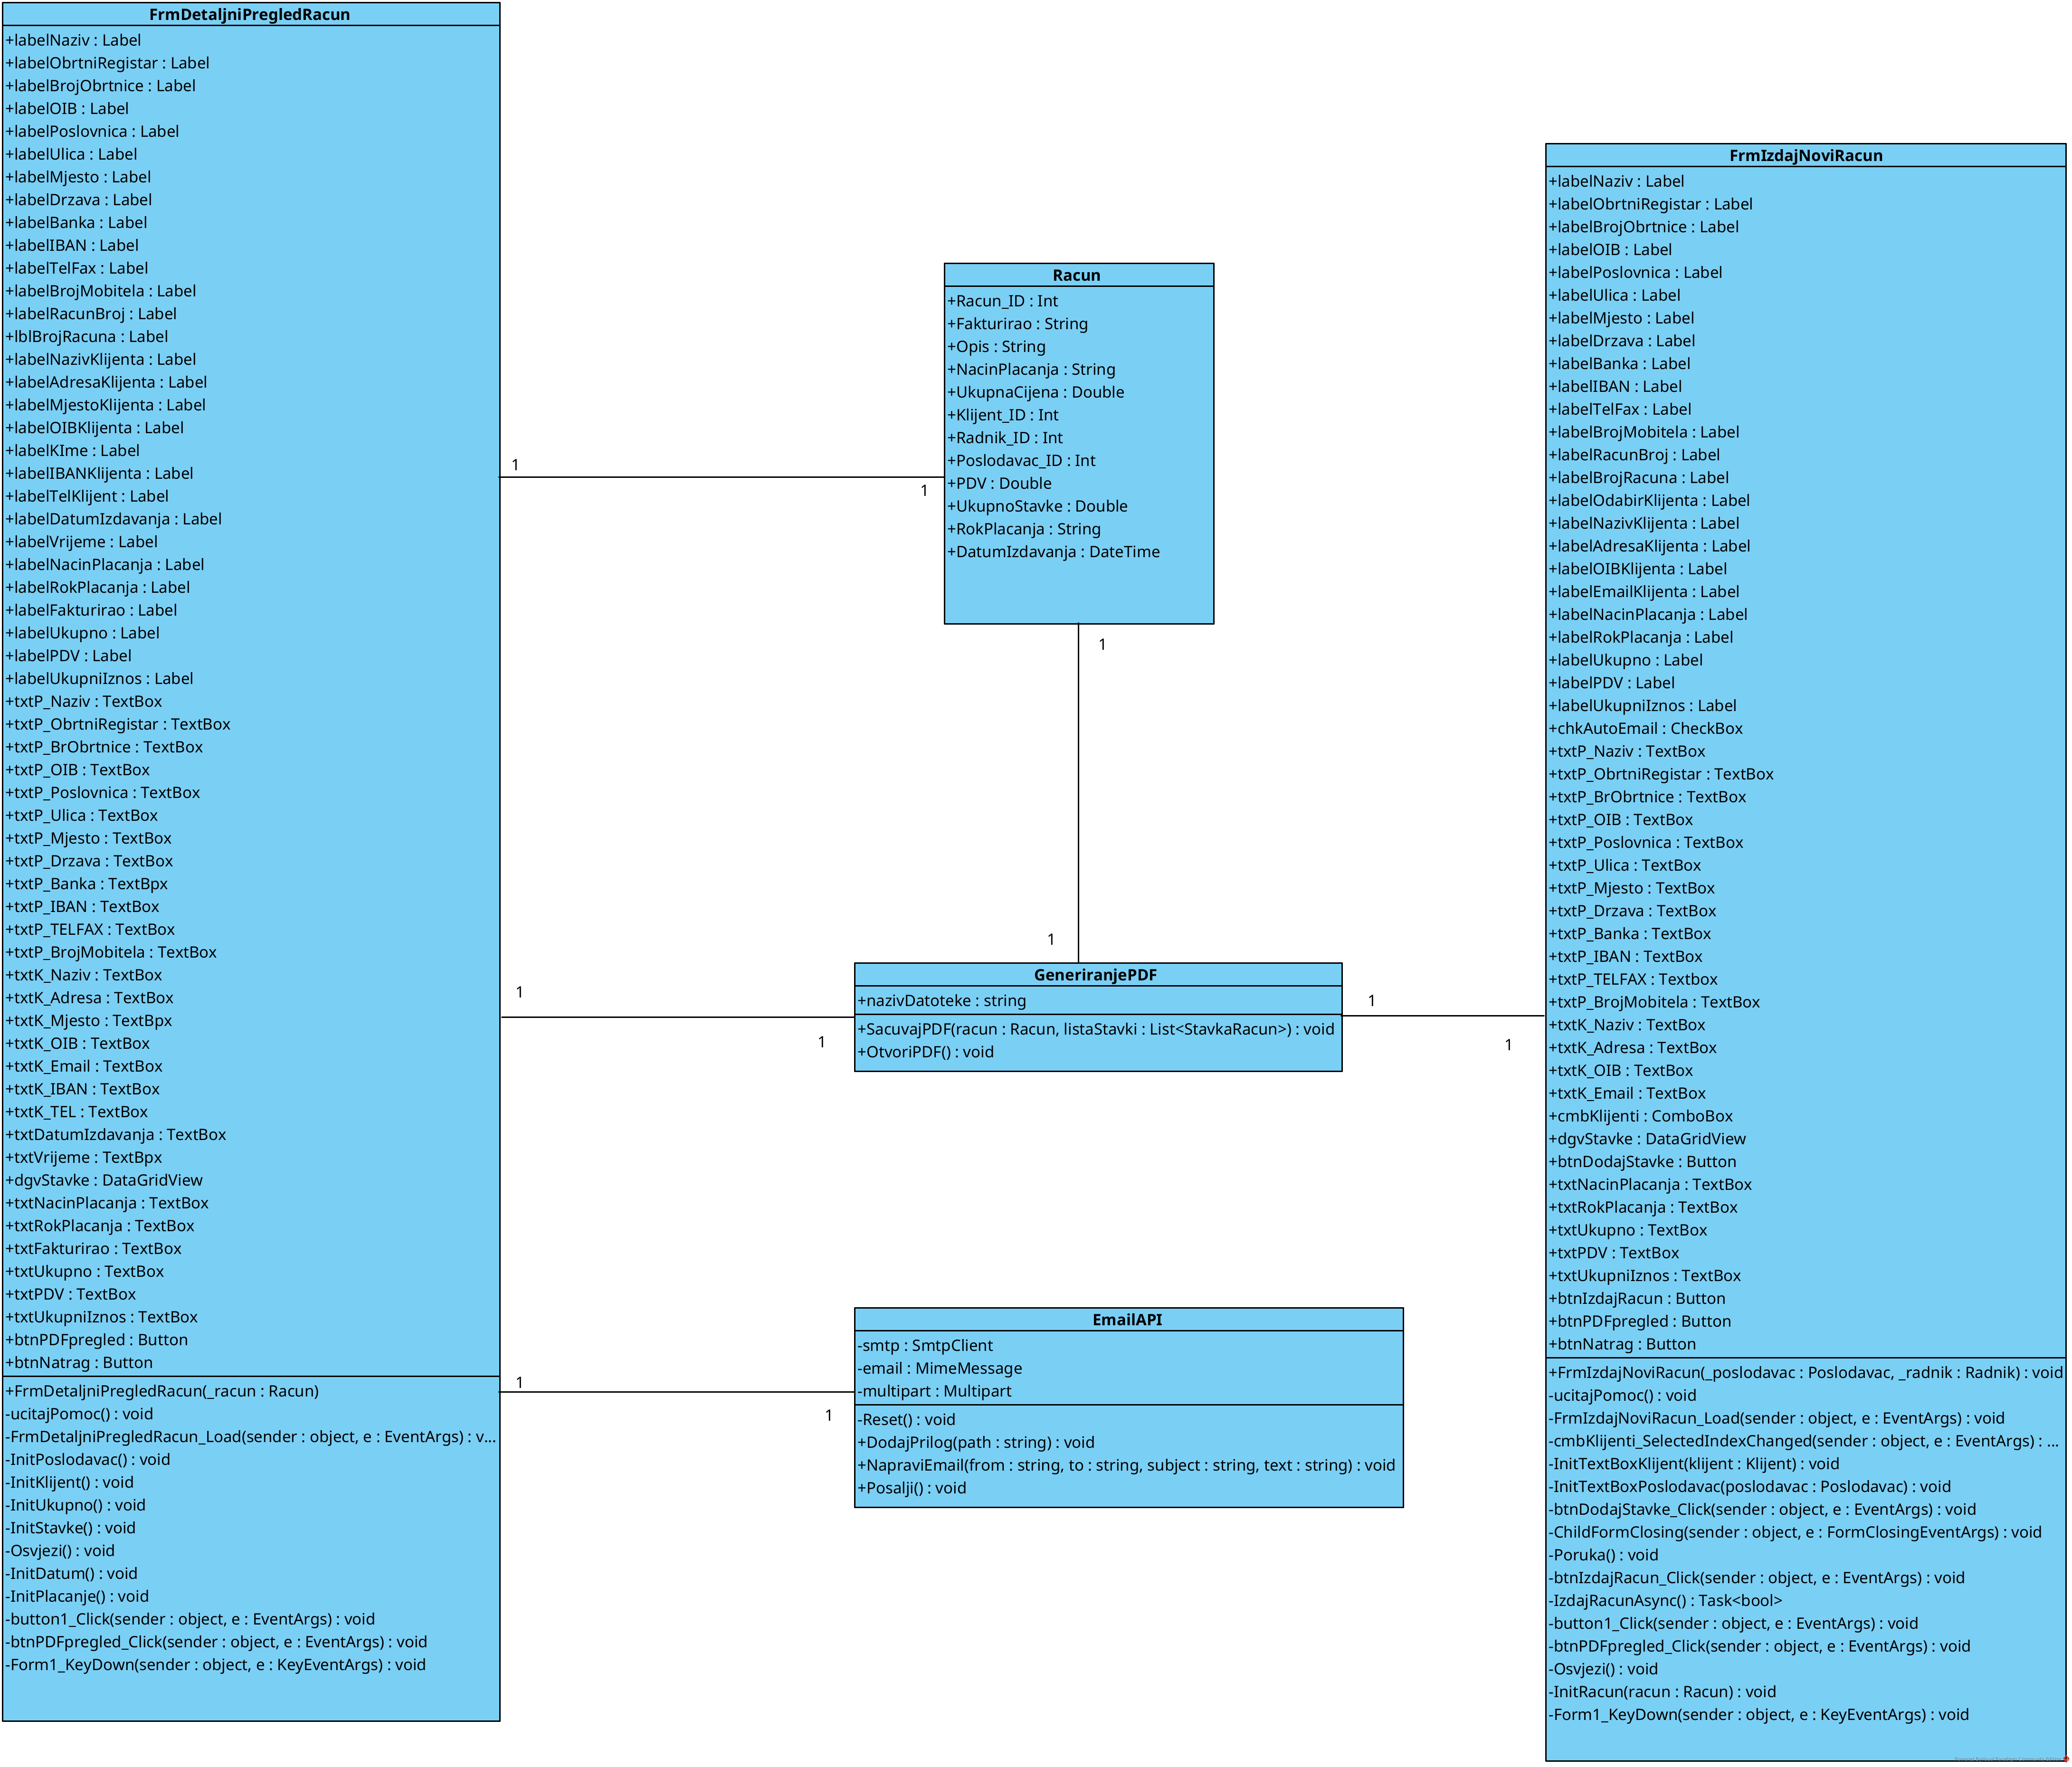 FrmDetaljniPregledRacun
+labelNaziv : Label
+labelObrtniRegistar : Label
+labelBrojObrtnice : Label
+labelOIB : Label
+labelPoslovnica : Label
+labelUlica : Label
+labelMjesto : Label
+labelDrzava : Label
+labelBanka : Label
+labelIBAN : Label
+labelTelFax : Label
+labelBrojMobitela : Label
+labelRacunBroj : Label
+lblBrojRacuna : Label
+labelNazivKlijenta : Label
+labelAdresaKlijenta : Label
+labelMjestoKlijenta : Label
+labelOIBKlijenta : Label
+labelKIme : Label
+labelIBANKlijenta : Label
+labelTelKlijent : Label
+labelDatumIzdavanja : Label
+labelVrijeme : Label
+labelNacinPlacanja : Label
+labelRokPlacanja : Label
+labelFakturirao : Label
+labelUkupno : Label
+labelPDV : Label
+labelUkupniIznos : Label
+txtP_Naziv : TextBox
+txtP_ObrtniRegistar : TextBox
+txtP_BrObrtnice : TextBox
+txtP_OIB : TextBox
+txtP_Poslovnica : TextBox
+txtP_Ulica : TextBox
+txtP_Mjesto : TextBox
+txtP_Drzava : TextBox
+txtP_Banka : TextBpx
+txtP_IBAN : TextBox
+txtP_TELFAX : TextBox
+txtP_BrojMobitela : TextBox
+txtK_Naziv : TextBox
+txtK_Adresa : TextBox
+txtK_Mjesto : TextBpx
+txtK_OIB : TextBox
+txtK_Email : TextBox
+txtK_IBAN : TextBox
+txtK_TEL : TextBox
+txtDatumIzdavanja : TextBox
+txtVrijeme : TextBpx
+dgvStavke : DataGridView
+txtNacinPlacanja : TextBox
+txtRokPlacanja : TextBox
+txtFakturirao : TextBox
+txtUkupno : TextBox
+txtPDV : TextBox
+txtUkupniIznos : TextBox
+btnPDFpregled : Button
+btnNatrag : Button
+FrmDetaljniPregledRacun(_racun : Racun)
-ucitajPomoc() : void
-FrmDetaljniPregledRacun_Load(sender : object, e : EventArgs) : v...
-InitPoslodavac() : void
-InitKlijent() : void
-InitUkupno() : void
-InitStavke() : void
-Osvjezi() : void
-InitDatum() : void
-InitPlacanje() : void
-button1_Click(sender : object, e : EventArgs) : void
-btnPDFpregled_Click(sender : object, e : EventArgs) : void
-Form1_KeyDown(sender : object, e : KeyEventArgs) : void
1
1
Racun
+Racun_ID : Int
+Fakturirao : String
+Opis : String
+NacinPlacanja : String
+UkupnaCijena : Double
+Klijent_ID : Int
+Radnik_ID : Int
+Poslodavac_ID : Int
+PDV : Double
+UkupnoStavke : Double
+RokPlacanja : String
+DatumIzdavanja : DateTime
1
1
1
1
GeneriranjePDF
+nazivDatoteke : string
+SacuvajPDF(racun : Racun, listaStavki : List<StavkaRacun>) : void
+OtvoriPDF() : void
1
1
1
1
EmailAPI
-smtp : SmtpClient
-email : MimeMessage
-multipart : Multipart
-Reset() : void
+DodajPrilog(path : string) : void
+NapraviEmail(from : string, to : string, subject : string, text : string) : void
+Posalji() : void
FrmIzdajNoviRacun
+labelNaziv : Label
+labelObrtniRegistar : Label
+labelBrojObrtnice : Label
+labelOIB : Label
+labelPoslovnica : Label
+labelUlica : Label
+labelMjesto : Label
+labelDrzava : Label
+labelBanka : Label
+labelIBAN : Label
+labelTelFax : Label
+labelBrojMobitela : Label
+labelRacunBroj : Label
+labelBrojRacuna : Label
+labelOdabirKlijenta : Label
+labelNazivKlijenta : Label
+labelAdresaKlijenta : Label
+labelOIBKlijenta : Label
+labelEmailKlijenta : Label
+labelNacinPlacanja : Label
+labelRokPlacanja : Label
+labelUkupno : Label
+labelPDV : Label
+labelUkupniIznos : Label
+chkAutoEmail : CheckBox
+txtP_Naziv : TextBox
+txtP_ObrtniRegistar : TextBox
+txtP_BrObrtnice : TextBox
+txtP_OIB : TextBox
+txtP_Poslovnica : TextBox
+txtP_Ulica : TextBox
+txtP_Mjesto : TextBox
+txtP_Drzava : TextBox
+txtP_Banka : TextBox
+txtP_IBAN : TextBox
+txtP_TELFAX : Textbox
+txtP_BrojMobitela : TextBox
+txtK_Naziv : TextBox
+txtK_Adresa : TextBox
+txtK_OIB : TextBox
+txtK_Email : TextBox
+cmbKlijenti : ComboBox
+dgvStavke : DataGridView
+btnDodajStavke : Button
+txtNacinPlacanja : TextBox
+txtRokPlacanja : TextBox
+txtUkupno : TextBox
+txtPDV : TextBox
+txtUkupniIznos : TextBox
+btnIzdajRacun : Button
+btnPDFpregled : Button
+btnNatrag : Button
+FrmIzdajNoviRacun(_poslodavac : Poslodavac, _radnik : Radnik) : void
-ucitajPomoc() : void
-FrmIzdajNoviRacun_Load(sender : object, e : EventArgs) : void
-cmbKlijenti_SelectedIndexChanged(sender : object, e : EventArgs) : ...
-InitTextBoxKlijent(klijent : Klijent) : void
-InitTextBoxPoslodavac(poslodavac : Poslodavac) : void
-btnDodajStavke_Click(sender : object, e : EventArgs) : void
-ChildFormClosing(sender : object, e : FormClosingEventArgs) : void
-Poruka() : void
-btnIzdajRacun_Click(sender : object, e : EventArgs) : void
-IzdajRacunAsync() : Task<bool>
-button1_Click(sender : object, e : EventArgs) : void
-btnPDFpregled_Click(sender : object, e : EventArgs) : void
-Osvjezi() : void
-InitRacun(racun : Racun) : void
-Form1_KeyDown(sender : object, e : KeyEventArgs) : void